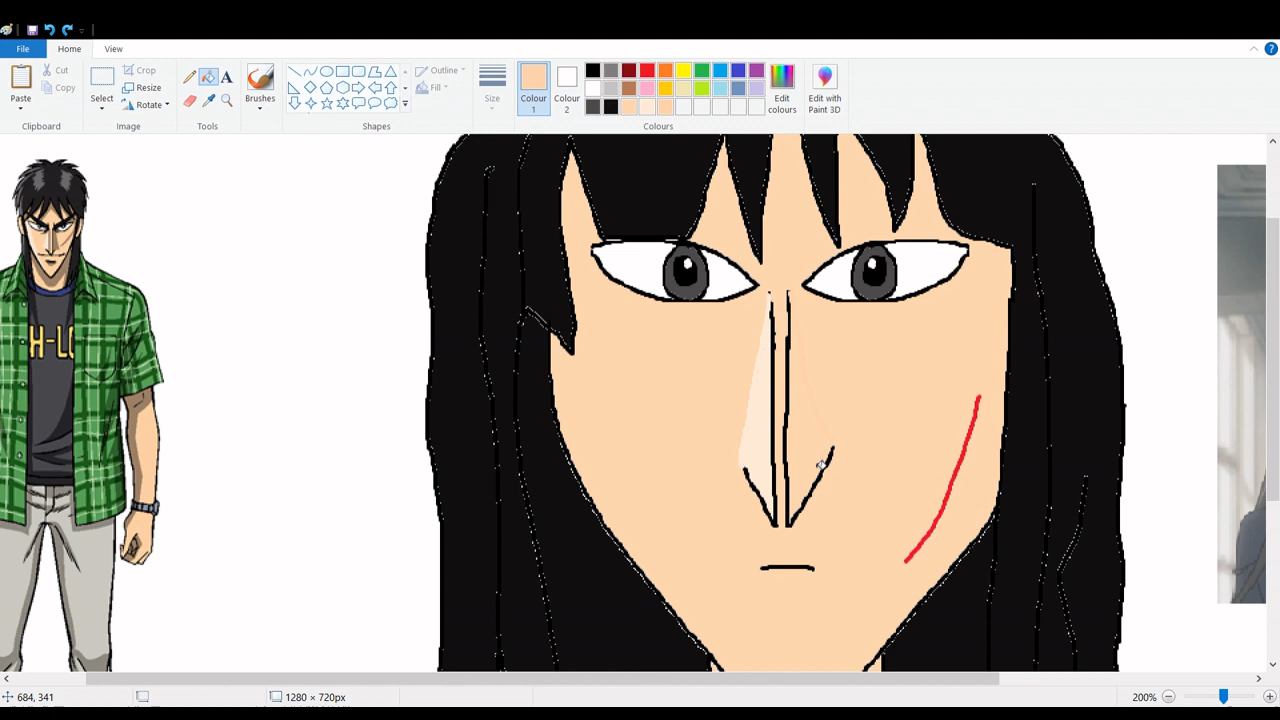 File Home View
Paste Cut Copy
Clipboard
Select Crop Resize Rotate
Image
A
Tools
Brushes
Shapes
Outline Fill
Size
Colour 1
Colour 2
Edit colours
Colours
Edit with Paint 3D
?
H-LO
684, 341
1280 × 720px
200%